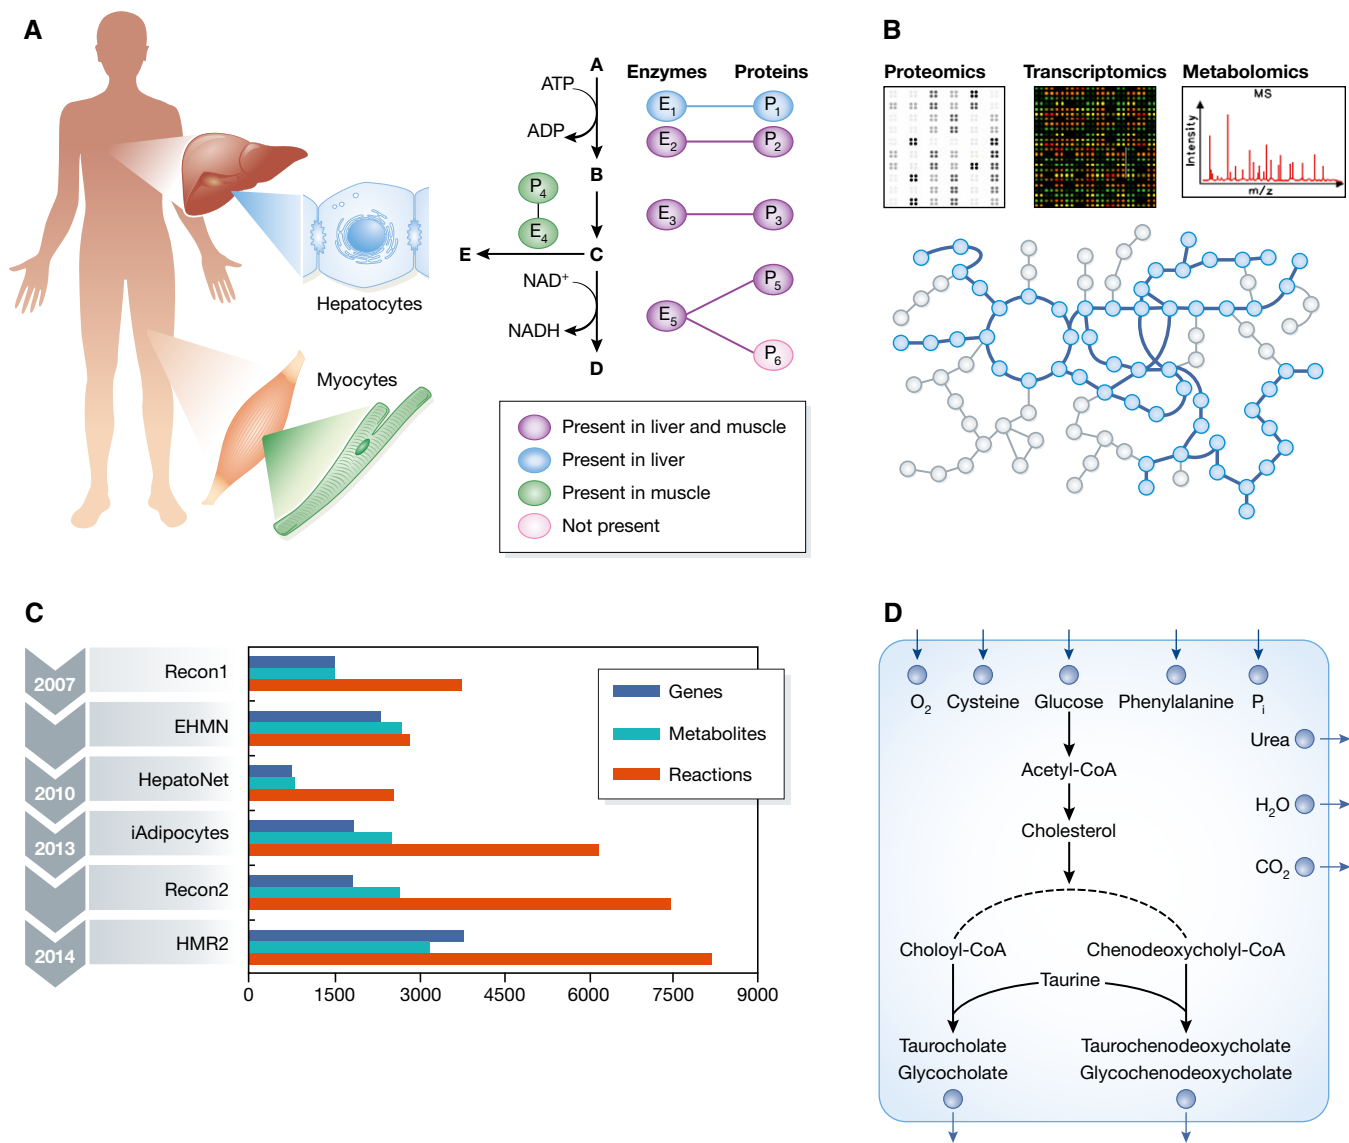 A
A
ATP
ADP
B
P4
E4
E
C
NAD+
NADH
D
Enzymes Proteins
E1 P1
E2 P2
E3 P3
E5 P5
P6
Hepatocytes
Myocytes
Present in liver and muscle
Present in liver
Present in muscle
Not present
B
Proteomics Transcriptomics Metabolomics
MS
Intensity
m/z
C
2007
2010
2013
2014
Recon1
EHMN
HepatoNet
iAdipocytes
Recon2
HMR2
Genes
Metabolites
Reactions
0 1500 3000 4500 6000 7500 9000
D
O2 Cysteine Glucose Phenylalanine Pi
Urea
H2O
CO2
Acetyl-CoA
Cholesterol
Choloyl-CoA Chenodeoxycholyl-CoA
Taurine
Taurocholate Taurochenodeoxycholate
Glycocholate Glycochenodeoxycholate